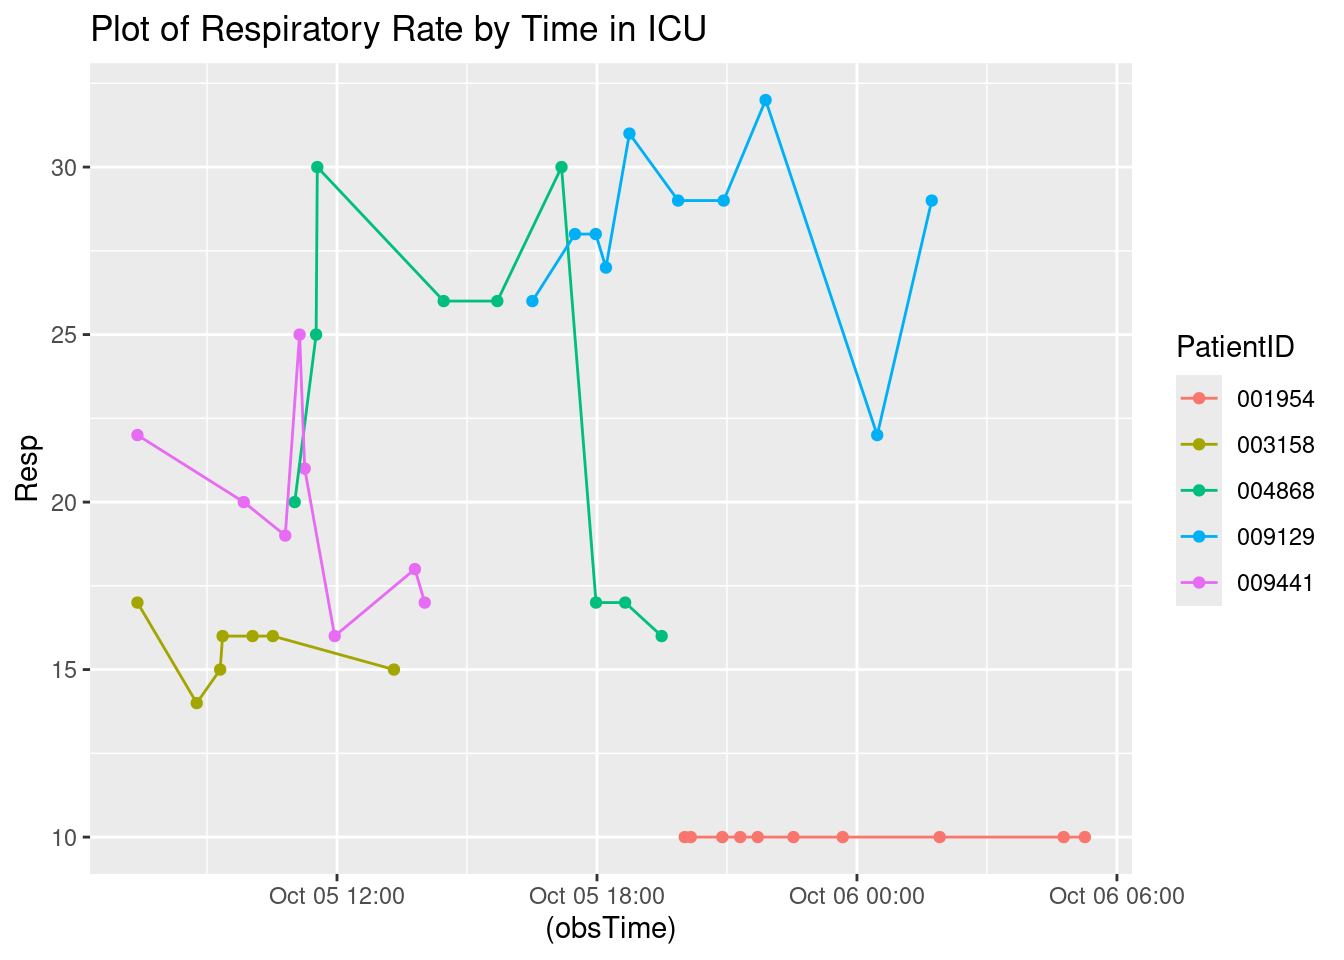 Plot of Respiratory Rate by Time in ICU
Resp
30
25
20
15
10
Oct 05 12:00 Oct 05 18:00 Oct 06 00:00 Oct 06 06:00
(obsTime)
PatientID
001954
003158
004868
009129
009441